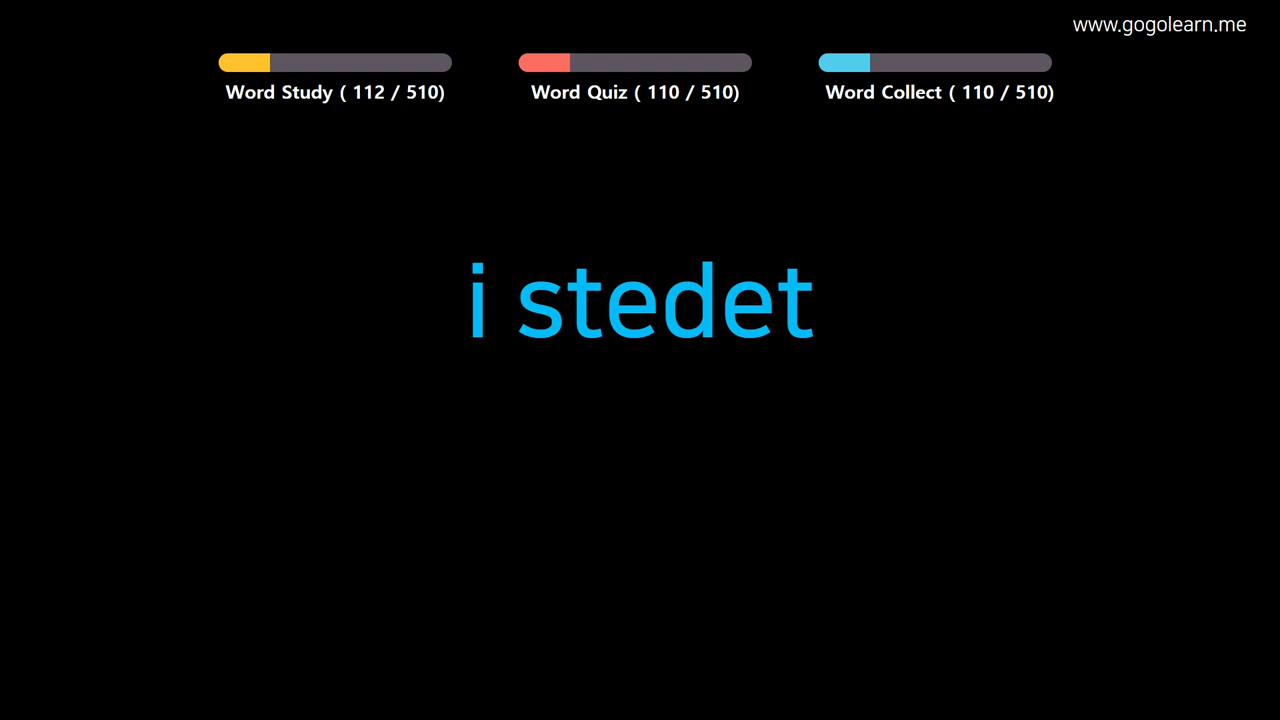 www.gogolearn.me
Word Study ( 112 / 510)
Word Quiz ( 110 / 510)
Word Collect ( 110 / 510)
i stedet